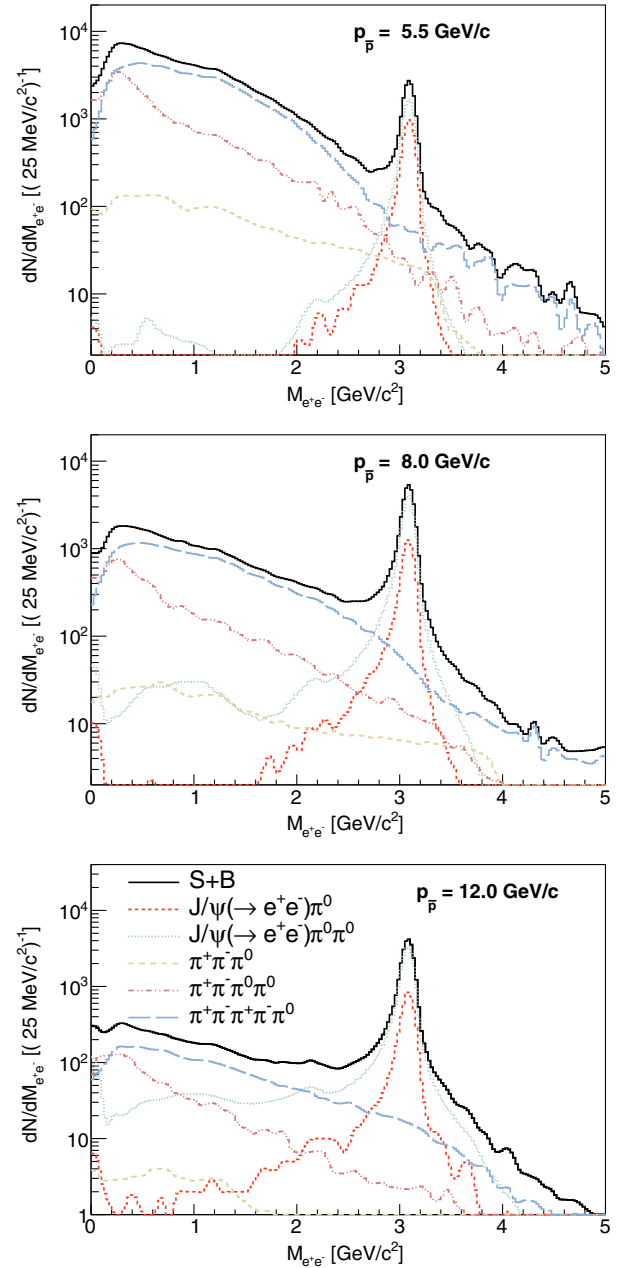 p_p̅ = 5.5 GeV/c
10⁴
10³
10²
10
dN/dM_e⁺e⁻ [( 25 MeV/c²)⁻¹]
0 1 2 3 4 5
M_e⁺e⁻ [GeV/c²]
p_p̅ = 8.0 GeV/c
10⁴
10³
10²
10
dN/dM_e⁺e⁻ [( 25 MeV/c²)⁻¹]
0 1 2 3 4 5
M_e⁺e⁻ [GeV/c²]
p_p̅ = 12.0 GeV/c
S+B
J/ψ(→ e⁺e⁻)π⁰
J/ψ(→ e⁺e⁻)π⁰π⁰
π⁺π⁻π⁰
π⁺π⁻π⁰π⁰
π⁺π⁻π⁺π⁻π⁰
10⁴
10³
10²
10
1
dN/dM_e⁺e⁻ [( 25 MeV/c²)⁻¹]
0 1 2 3 4 5
M_e⁺e⁻ [GeV/c²]